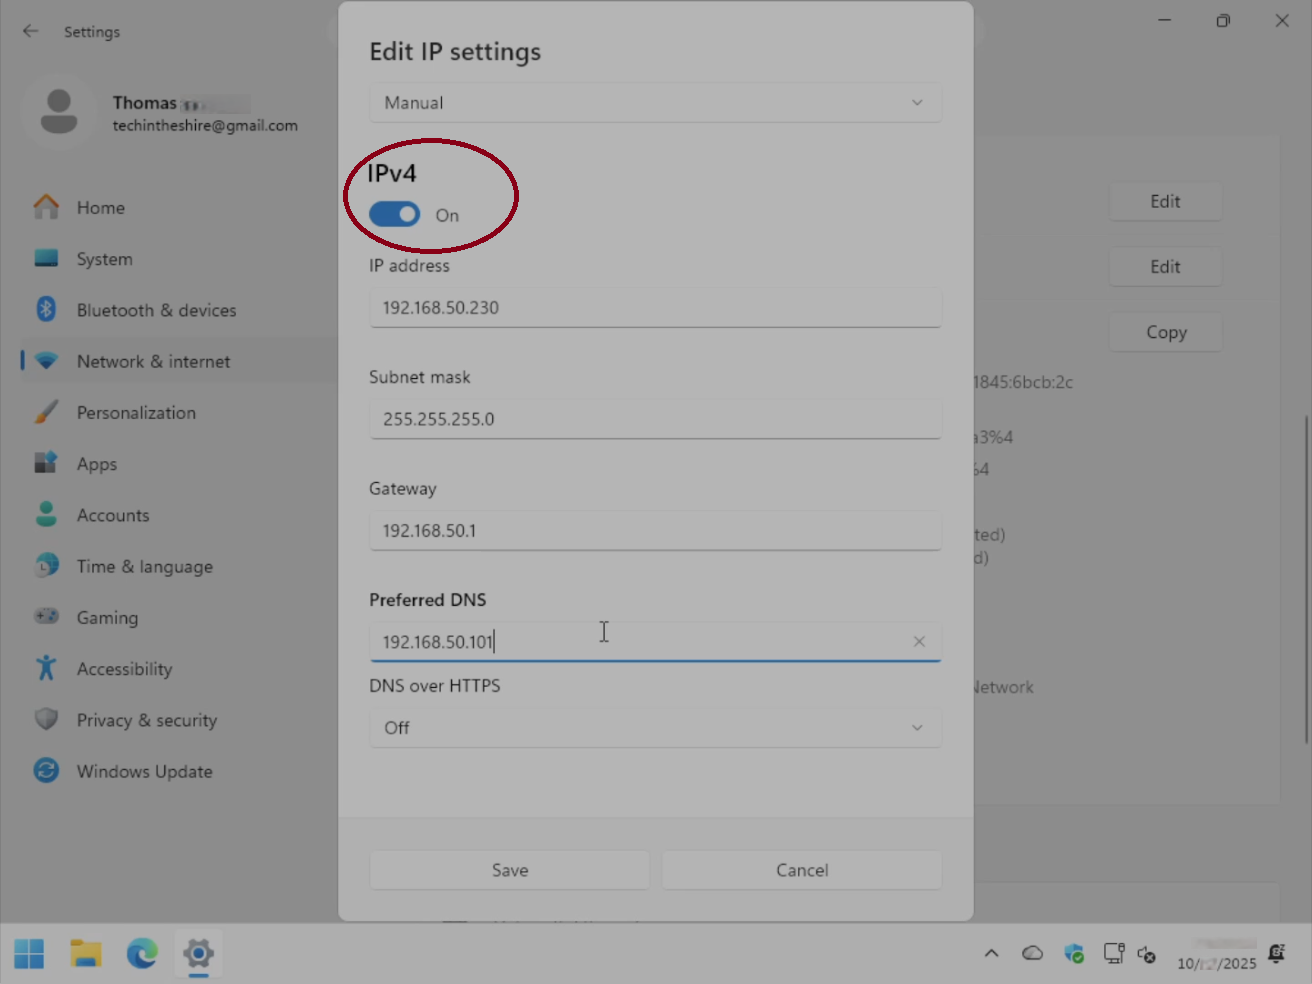 Settings
Thomas
techintheshire@gmail.com
Home
System
Bluetooth & devices
Network & internet
Personalization
Apps
Accounts
Time & language
Gaming
Accessibility
Privacy & security
Windows Update
Edit IP settings
Manual
IPv4
On
IP address
192.168.50.230
Subnet mask
255.255.255.0
Gateway
192.168.50.1
Preferred DNS
192.168.50.101
DNS over HTTPS
Off
Save
Cancel
Edit
Edit
Copy
1845:6bcb:2c
a3%4
%4
ted)
d)
Network
10/12/2025